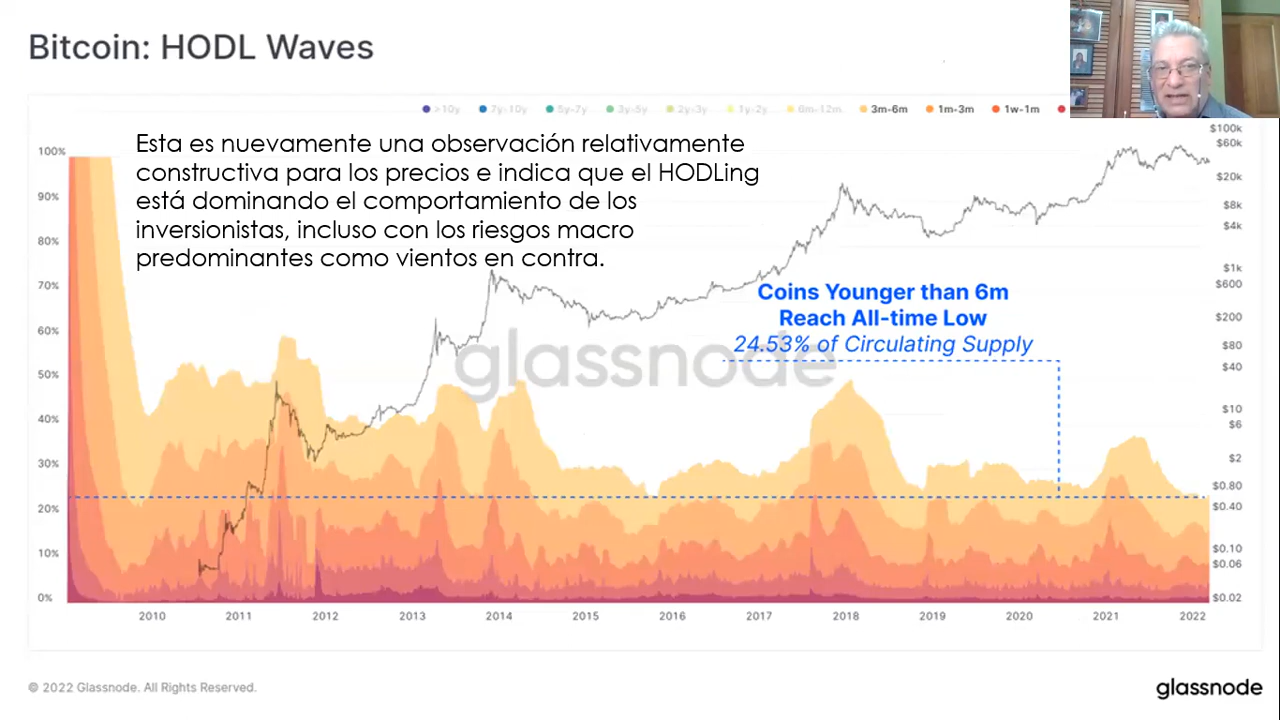 Bitcoin: HODL Waves
>10y 7y-10y 5y-7y 3y-5y 2y-3y 1y-2y 6m-12m 3m-6m 1m-3m 1w-1m
Esta es nuevamente una observación relativamente
constructiva para los precios e indica que el HODLing
está dominando el comportamiento de los
inversionistas, incluso con los riesgos macro
predominantes como vientos en contra.
Coins Younger than 6m
Reach All-time Low
24.53% of Circulating Supply
glassnode
100%
90%
80%
70%
60%
50%
40%
30%
20%
10%
0%
$100k
$60k
$20k
$8k
$4k
$1k
$600
$200
$80
$40
$10
$6
$2
$0.80
$0.40
$0.10
$0.06
$0.02
2010 2011 2012 2013 2014 2015 2016 2017 2018 2019 2020 2021 2022
© 2022 Glassnode. All Rights Reserved.
glassnode